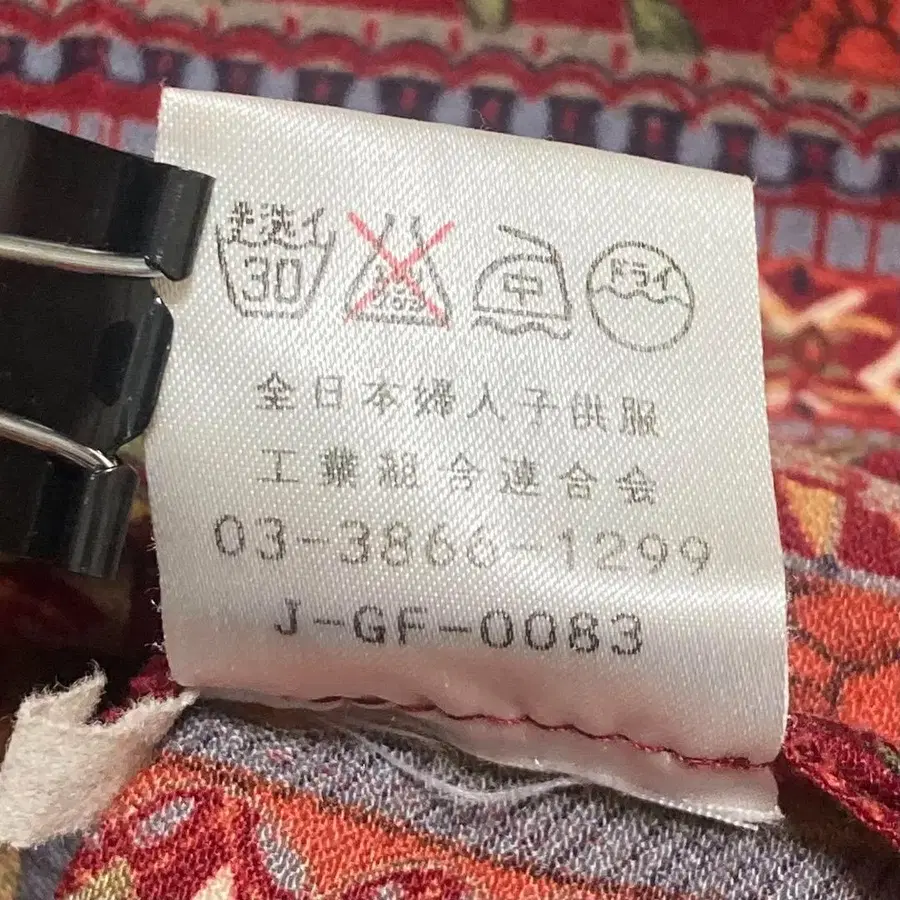 手洗イ
30
中
ドライ
全日本婦人子供服
工業組合連合会
03-3866-1299
J-GF-0083